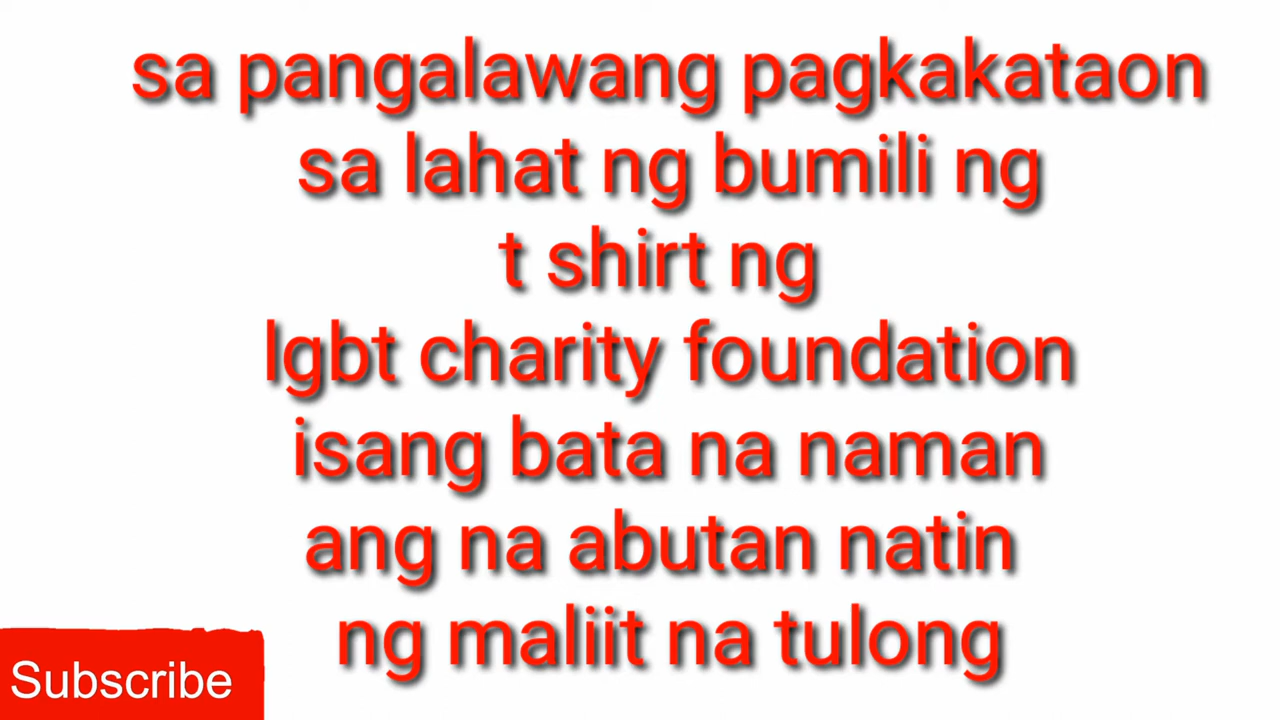 sa pangalawang pagkakataon
sa lahat ng bumili ng
t shirt ng
lgbt charity foundation
isang bata na naman
ang na abutan natin
ng maliit na tulong
Subscribe